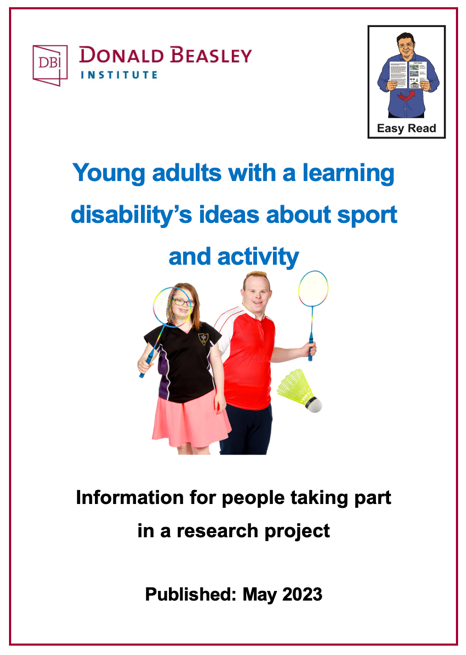 DBI
DONALD BEASLEY
INSTITUTE
Easy Read
Young adults with a learning
disability's ideas about sport
and activity
Information for people taking part
in a research project
Published: May 2023